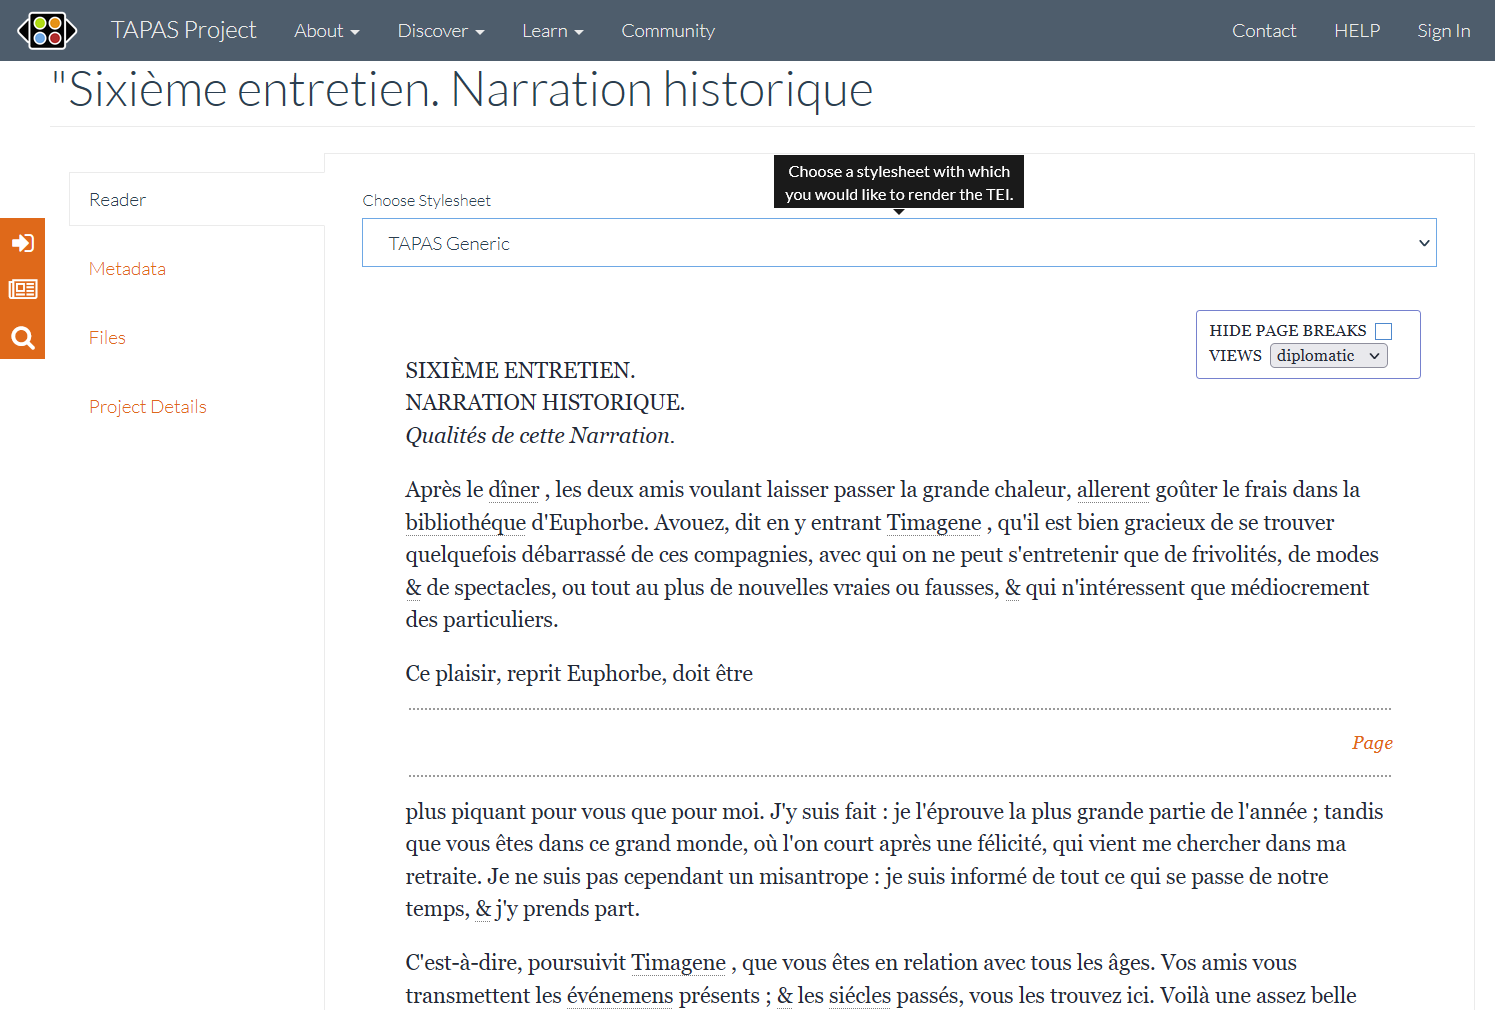 TAPAS Project About Discover Learn Community Contact HELP Sign In
"Sixième entretien. Narration historique
Choose a stylesheet with which
you would like to render the TEI.
Reader
Metadata
Files
Project Details
Choose Stylesheet
TAPAS Generic
HIDE PAGE BREAKS
VIEWS diplomatic
SIXIÈME ENTRETIEN.
NARRATION HISTORIQUE.
Qualités de cette Narration.
Après le dîner , les deux amis voulant laisser passer la grande chaleur, allerent goûter le frais dans la
bibliothéque d'Euphorbe. Avouez, dit en y entrant Timagene , qu'il est bien gracieux de se trouver
quelquefois débarrassé de ces compagnies, avec qui on ne peut s'entretenir que de frivolités, de modes
& de spectacles, ou tout au plus de nouvelles vraies ou fausses, & qui n'intéressent que médiocrement
des particuliers.
Ce plaisir, reprit Euphorbe, doit être
Page
plus piquant pour vous que pour moi. J'y suis fait : je l'éprouve la plus grande partie de l'année ; tandis
que vous êtes dans ce grand monde, où l'on court après une félicité, qui vient me chercher dans ma
retraite. Je ne suis pas cependant un misantrope : je suis informé de tout ce qui se passe de notre
temps, & j'y prends part.
C'est-à-dire, poursuivit Timagene , que vous êtes en relation avec tous les âges. Vos amis vous
transmettent les événemens présents ; & les siécles passés, vous les trouvez ici. Voilà une assez belle